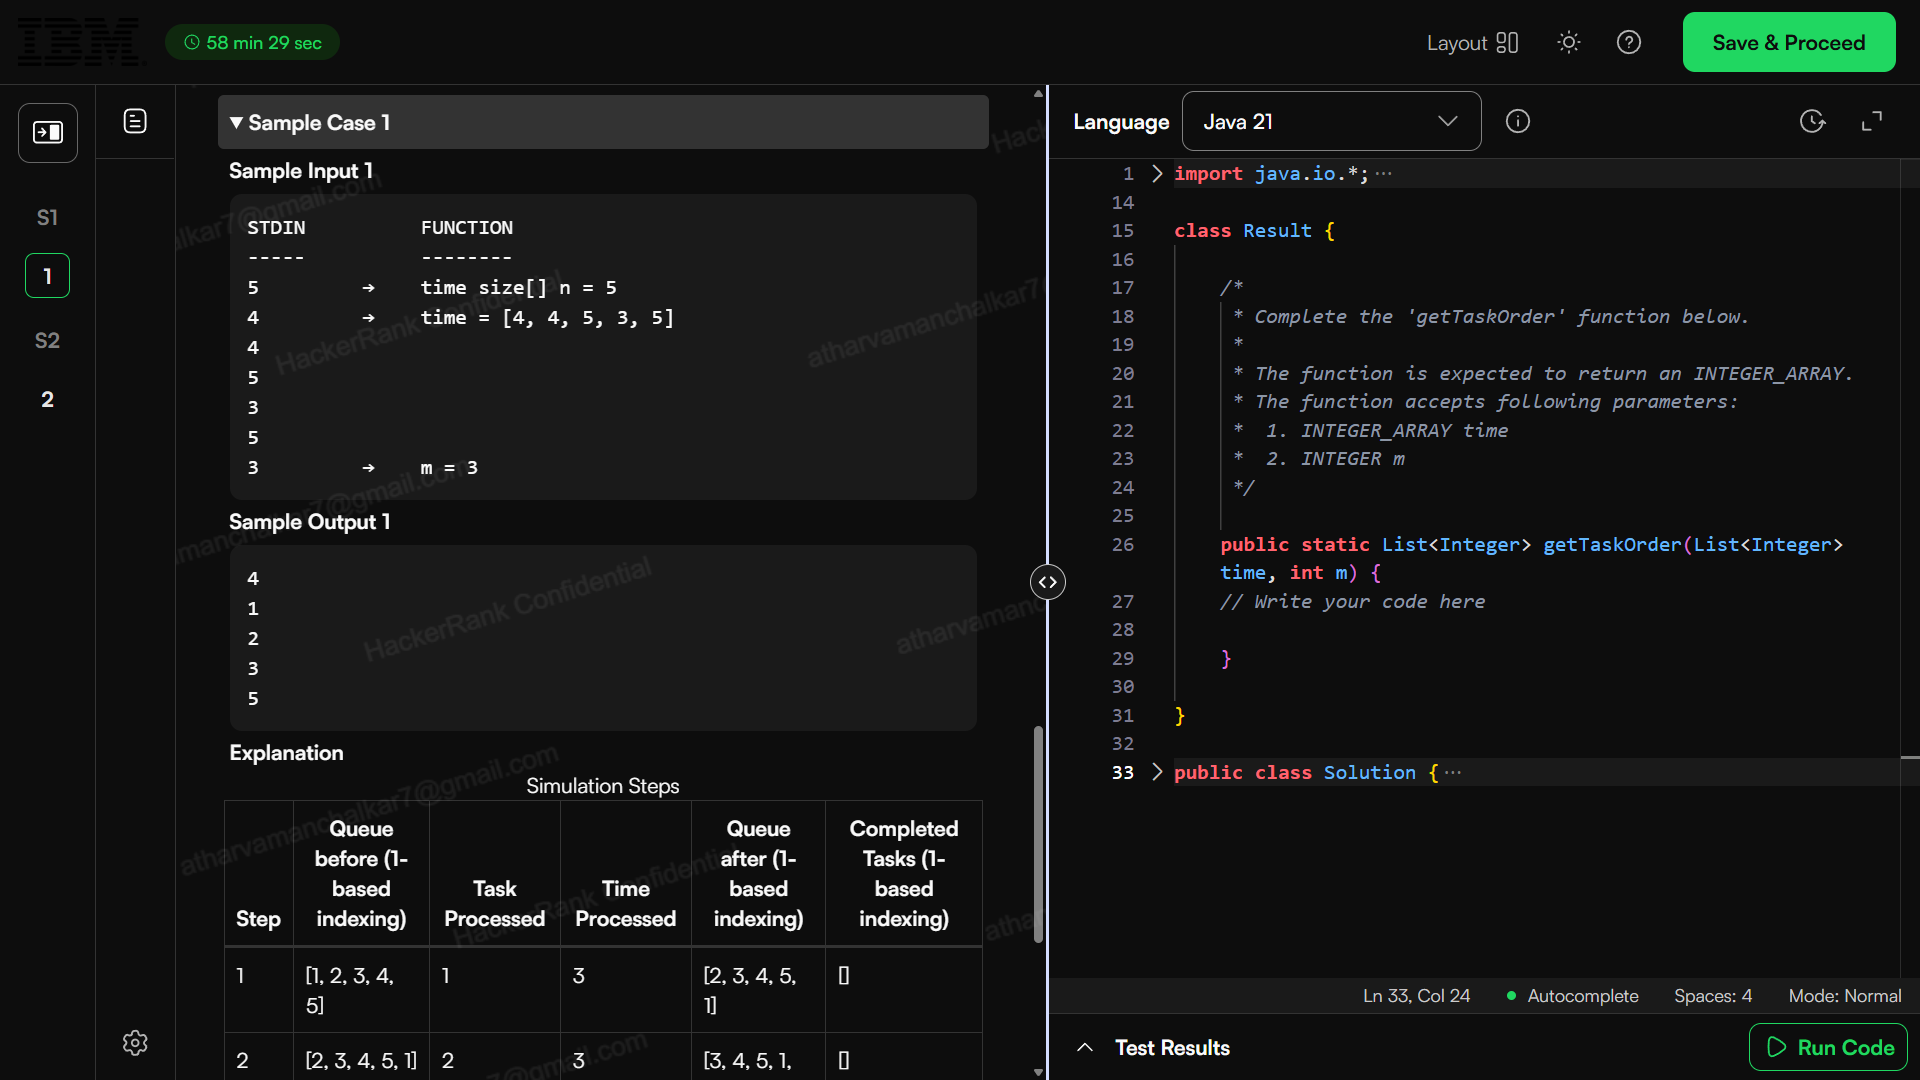 IBM
58 min 29 sec
Layout
Save & Proceed
S1
1
S2
2
Sample Case 1
Sample Input 1
STDIN FUNCTION
----- --------
5 → time size[] n = 5
4 → time = [4, 4, 5, 3, 5]
4
5
3
5
3 → m = 3
Sample Output 1
4
1
2
3
5
Explanation
Simulation Steps
Step Queue before (1-based indexing) Task Processed Time Processed Queue after (1-based indexing) Completed Tasks (1-based indexing)
1 [1, 2, 3, 4, 5] 1 3 [2, 3, 4, 5, 1] []
2 [2, 3, 4, 5, 1] 2 3 [3, 4, 5, 1, []
HackerRank Confidential
atharvamanchalkar7@gmail.com
Language Java 21
1 import java.io.*;···
14
15 class Result {
16
17 /*
18 * Complete the 'getTaskOrder' function below.
19 *
20 * The function is expected to return an INTEGER_ARRAY.
21 * The function accepts following parameters:
22 * 1. INTEGER_ARRAY time
23 * 2. INTEGER m
24 */
25
26 public static List<Integer> getTaskOrder(List<Integer>
time, int m) {
27 // Write your code here
28
29 }
30
31 }
32
33 public class Solution {···
Ln 33, Col 24 Autocomplete Spaces: 4 Mode: Normal
Test Results
Run Code